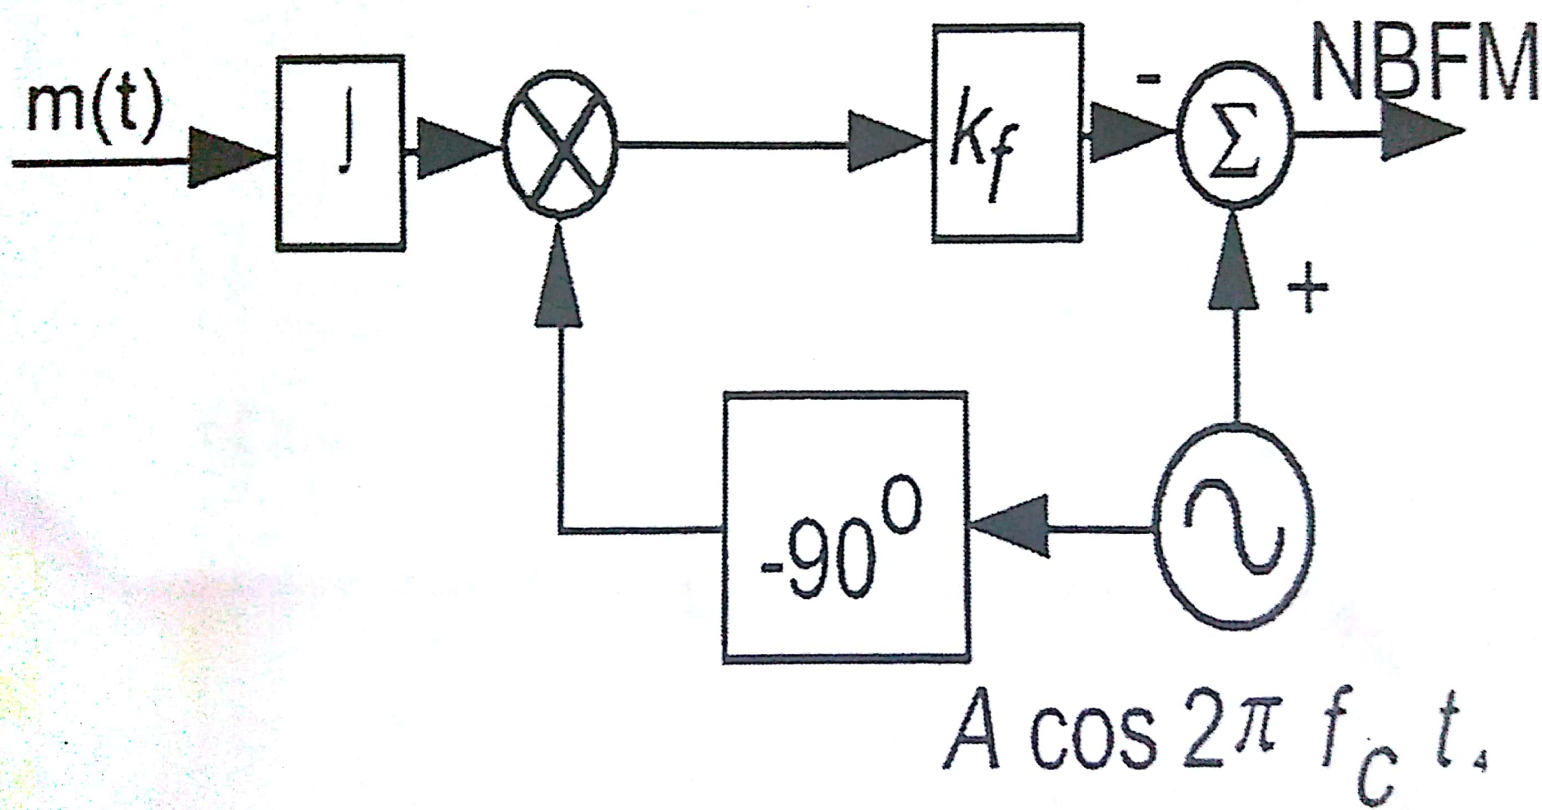 m(t)
∫
k_f
-
Σ
NBFM
+
-90°
A cos 2π f_c t.